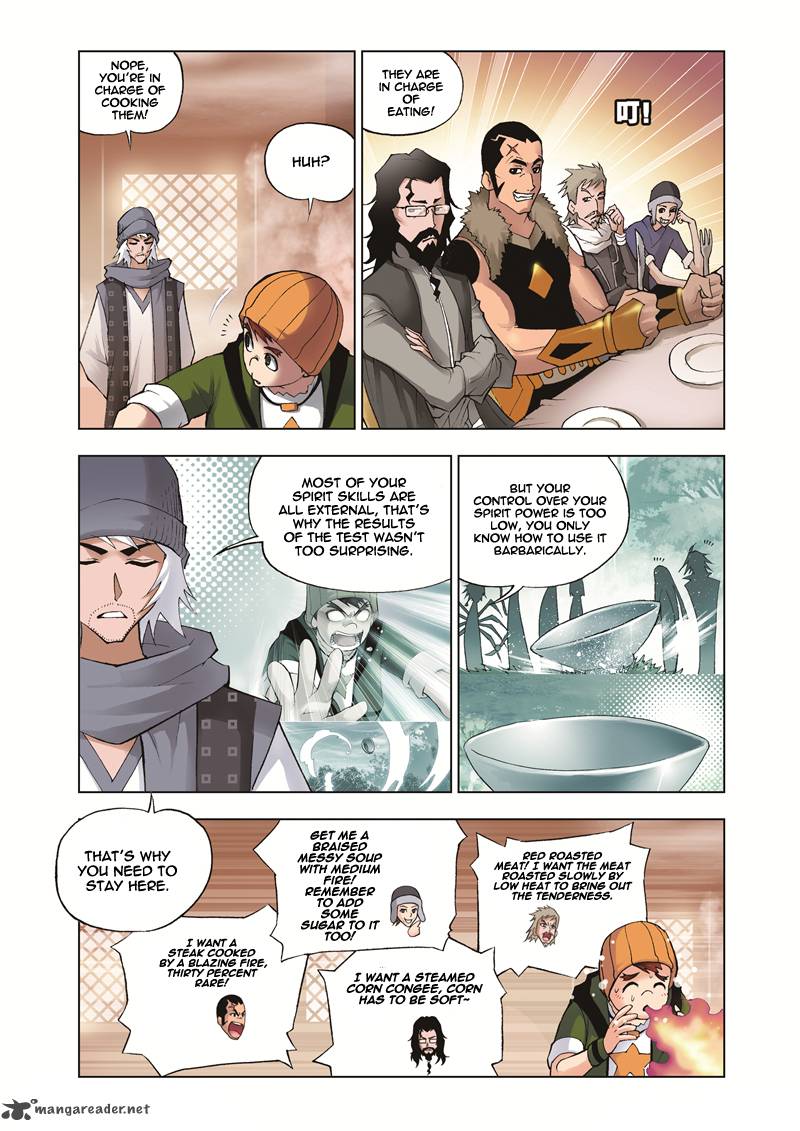 NOPE,
YOU'RE IN
CHARGE OF
COOKING
THEM!
HUH?
THEY ARE
IN CHARGE
OF
EATING!
叮!
MOST OF YOUR
SPIRIT SKILLS ARE
ALL EXTERNAL, THAT'S
WHY THE RESULTS
OF THE TEST WASN'T
TOO SURPRISING.
BUT YOUR
CONTROL OVER YOUR
SPIRIT POWER IS TOO
LOW, YOU ONLY
KNOW HOW TO USE IT
BARBARICALLY.
THAT'S WHY
YOU NEED TO
STAY HERE.
I WANT A
STEAK COOKED
BY A BLAZING FIRE,
THIRTY PERCENT
RARE!
GET ME A
BRAISED
MESSY SOUP
WITH MEDIUM
FIRE!
REMEMBER
TO ADD
SOME
SUGAR TO IT
TOO!
I WANT A STEAMED
CORN CONGEE, CORN
HAS TO BE SOFT~
RED ROASTED
MEAT! I WANT THE MEAT
ROASTED SLOWLY BY
LOW HEAT TO BRING OUT
THE TENDERNESS.
mangareader.net